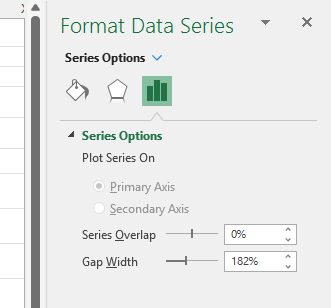 Format Data Series
Series Options
Series Options
Plot Series On
Primary Axis
Secondary Axis
Series Overlap 0%
Gap Width 182%